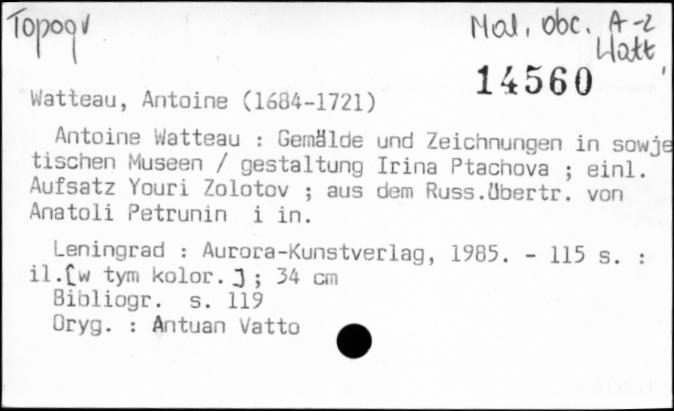 Topogr
Mal. obc. A-Z
Watt.
14560
Watteau, Antoine (1684-1721)
Antoine Watteau : Gemälde und Zeichnungen in sowje
tischen Museen / gestaltung Irina Ptachova ; einl.
Aufsatz Youri Zolotov ; aus dem Russ.übertr. von
Anatoli Petrunin i in.
Leningrad : Aurora-Kunstverlag, 1985. - 115 s. :
il.[w tym kolor.] ; 34 cm
Bibliogr. s. 119
Oryg. : Antuan Vatto